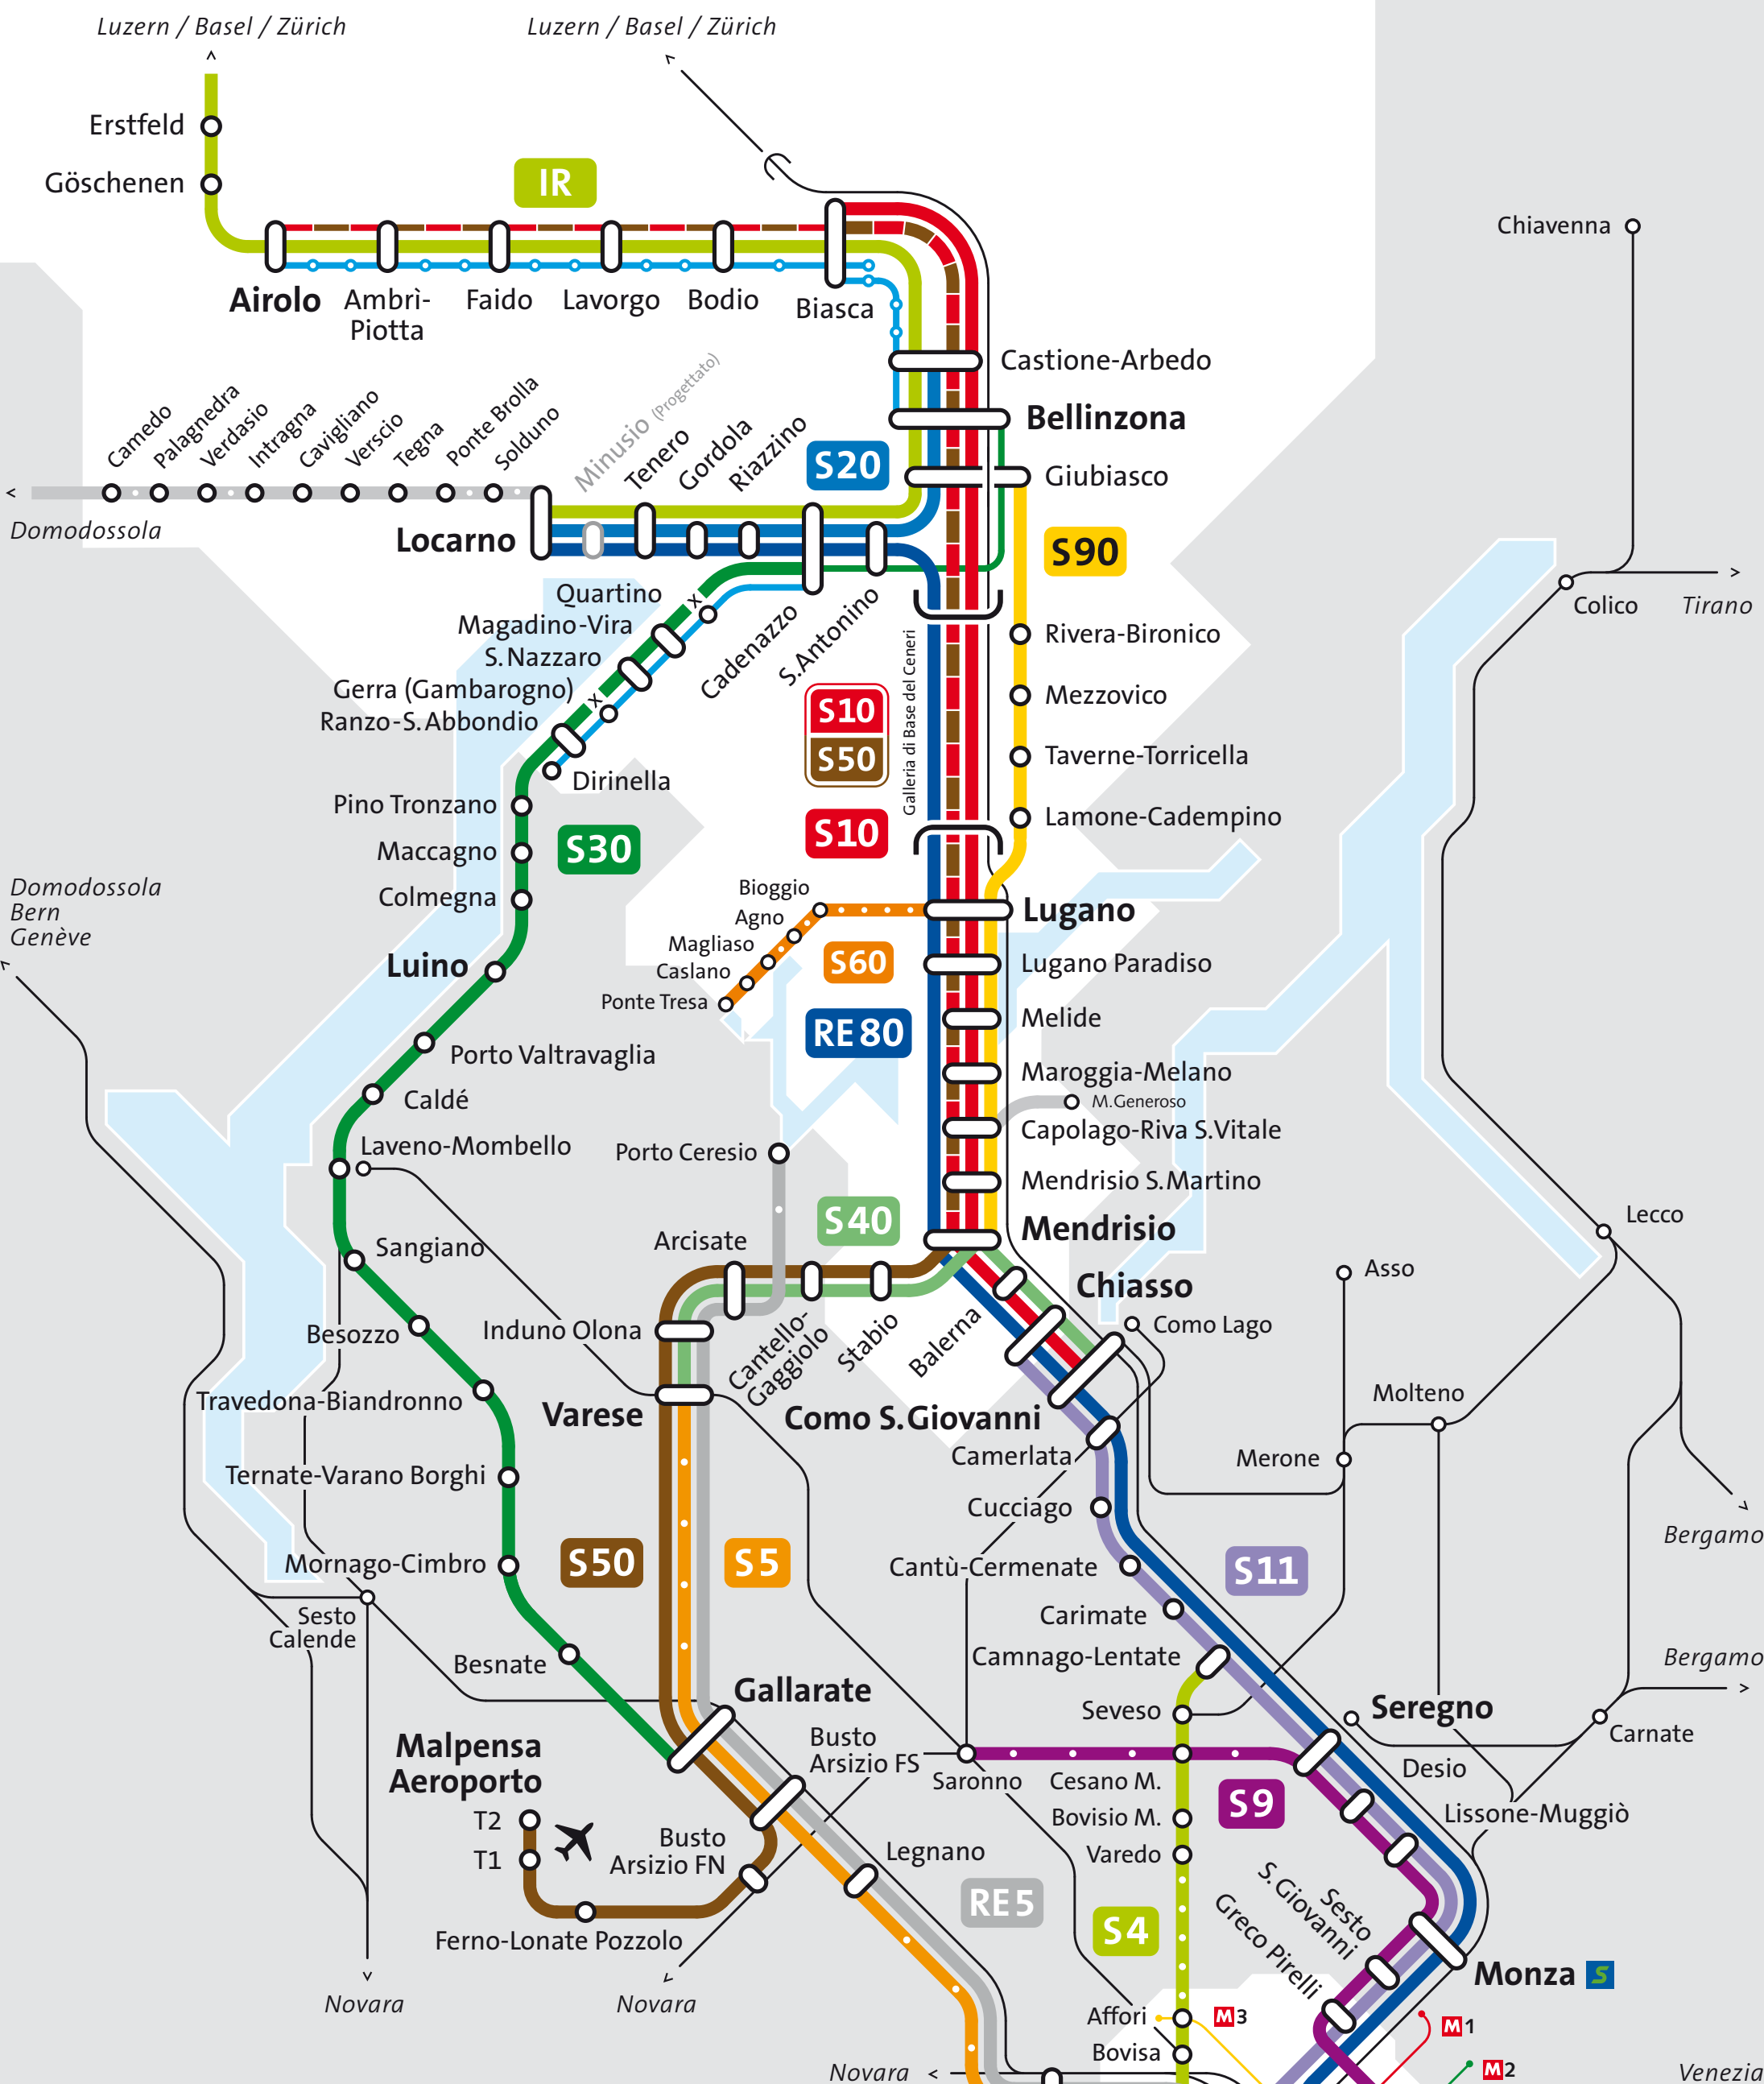 Luzern / Basel / Zürich
Luzern / Basel / Zürich
Erstfeld
Göschenen
IR
Chiavenna
Airolo
Ambrì-
Piotta
Faido
Lavorgo
Bodio
Biasca
Castione-Arbedo
Bellinzona
Giubiasco
Camedo
Palagnedra
Verdasio
Intragna
Cavigliano
Verscio
Tegna
Ponte Brolla
Solduno
Minusio (Progettato)
Tenero
Gordola
Riazzino
S20
Domodossola
Locarno
S90
Colico
Tirano
Quartino
Magadino-Vira
S.Nazzaro
Gerra (Gambarogno)
Ranzo-S.Abbondio
x
x
Cadenazzo
S.Antonino
Galleria di Base del Ceneri
Rivera-Bironico
Mezzovico
Taverne-Torricella
Lamone-Cadempino
S10
S50
S10
Dirinella
Pino Tronzano
Maccagno
Colmegna
S30
Luino
Domodossola
Bern
Genève
Bioggio
Agno
Magliaso
Caslano
Ponte Tresa
S60
RE80
Lugano
Lugano Paradiso
Melide
Maroggia-Melano
M.Generoso
Capolago-Riva S.Vitale
Mendrisio S.Martino
Mendrisio
Porto Valtravaglia
Caldé
Laveno-Mombello
Sangiano
Besozzo
Travedona-Biandronno
Ternate-Varano Borghi
Mornago-Cimbro
Besnate
Sesto
Calende
Porto Ceresio
S40
Arcisate
Induno Olona
Varese
Cantello-
Gaggiolo
Stabio
Balerna
Chiasso
Como Lago
Como S.Giovanni
Camerlata
Cucciago
Cantù-Cermenate
Carimate
Camnago-Lentate
Seveso
Lecco
Asso
Molteno
Merone
Bergamo
S50
S5
S11
Bergamo
Gallarate
Malpensa
Aeroporto
T2
T1
Busto
Arsizio FS
Busto
Arsizio FN
Ferno-Lonate Pozzolo
Legnano
RE5
Saronno
Cesano M.
Bovisio M.
Varedo
S4
S9
Seregno
Desio
Carnate
Lissone-Muggiò
Sesto
S.Giovanni
Greco Pirelli
Monza S
Affori
M3
Bovisa
M1
M2
Novara
Novara
Novara
Venezia